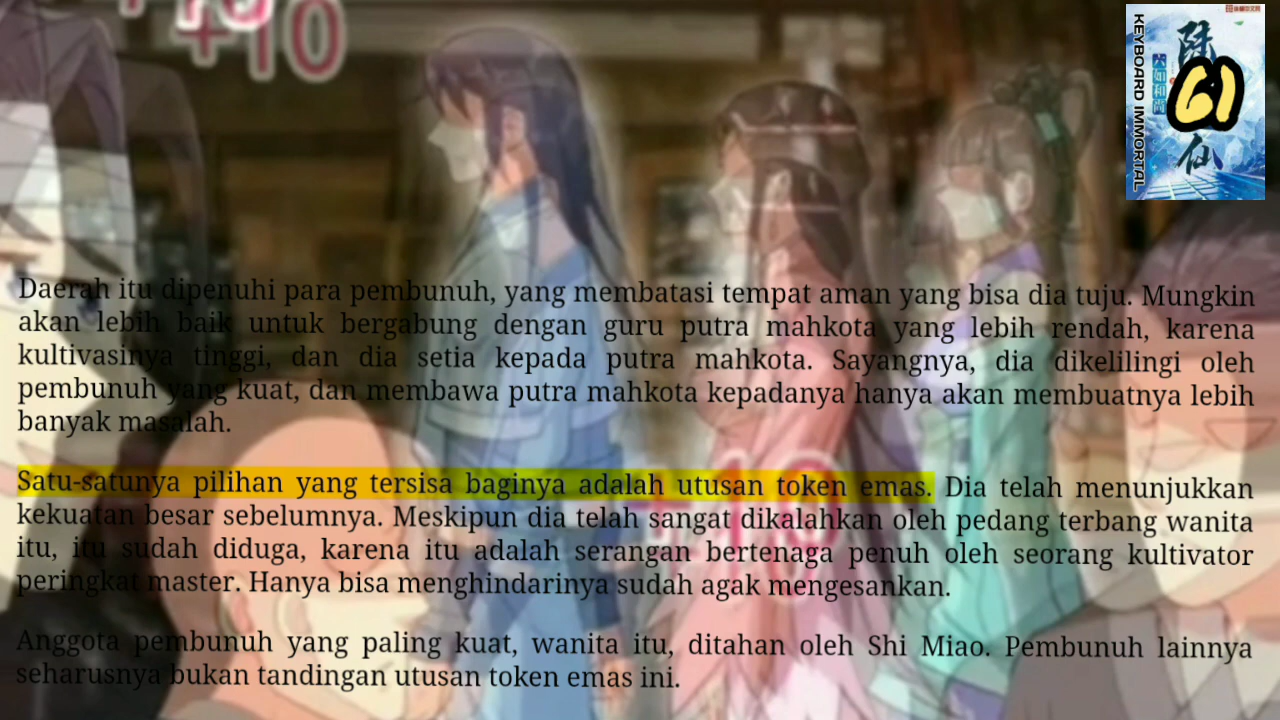 +10
KEYBOARD IMMORTAL
陸
61
仙
Daerah itu dipenuhi para pembunuh, yang membatasi tempat aman yang bisa dia tuju. Mungkin
akan lebih baik untuk bergabung dengan guru putra mahkota yang lebih rendah, karena
kultivasinya tinggi, dan dia setia kepada putra mahkota. Sayangnya, dia dikelilingi oleh
pembunuh yang kuat, dan membawa putra mahkota kepadanya hanya akan membuatnya lebih
banyak masalah.
Satu-satunya pilihan yang tersisa baginya adalah utusan token emas. Dia telah menunjukkan
kekuatan besar sebelumnya. Meskipun dia telah sangat dikalahkan oleh pedang terbang wanita
itu, itu sudah diduga, karena itu adalah serangan bertenaga penuh oleh seorang kultivator
peringkat master. Hanya bisa menghindarinya sudah agak mengesankan.
Anggota pembunuh yang paling kuat, wanita itu, ditahan oleh Shi Miao. Pembunuh lainnya
seharusnya bukan tandingan utusan token emas ini.